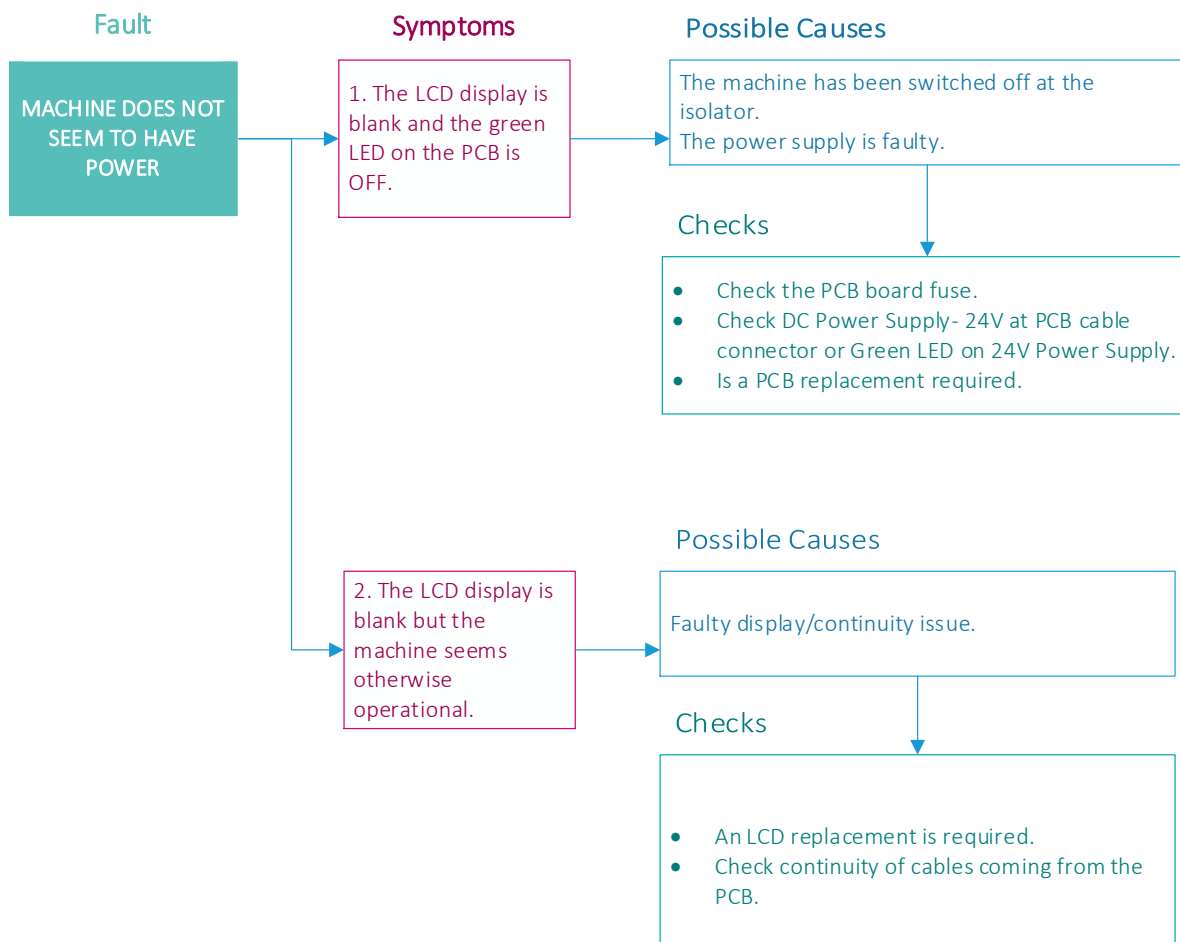 Fault
Symptoms
Possible Causes
MACHINE DOES NOT
SEEM TO HAVE
POWER
1. The LCD display is
blank and the green
LED on the PCB is
OFF.
The machine has been switched off at the
isolator.
The power supply is faulty.
Checks
• Check the PCB board fuse.
• Check DC Power Supply- 24V at PCB cable
connector or Green LED on 24V Power Supply.
• Is a PCB replacement required.
Possible Causes
2. The LCD display is
blank but the
machine seems
otherwise
operational.
Faulty display/continuity issue.
Checks
• An LCD replacement is required.
• Check continuity of cables coming from the
PCB.